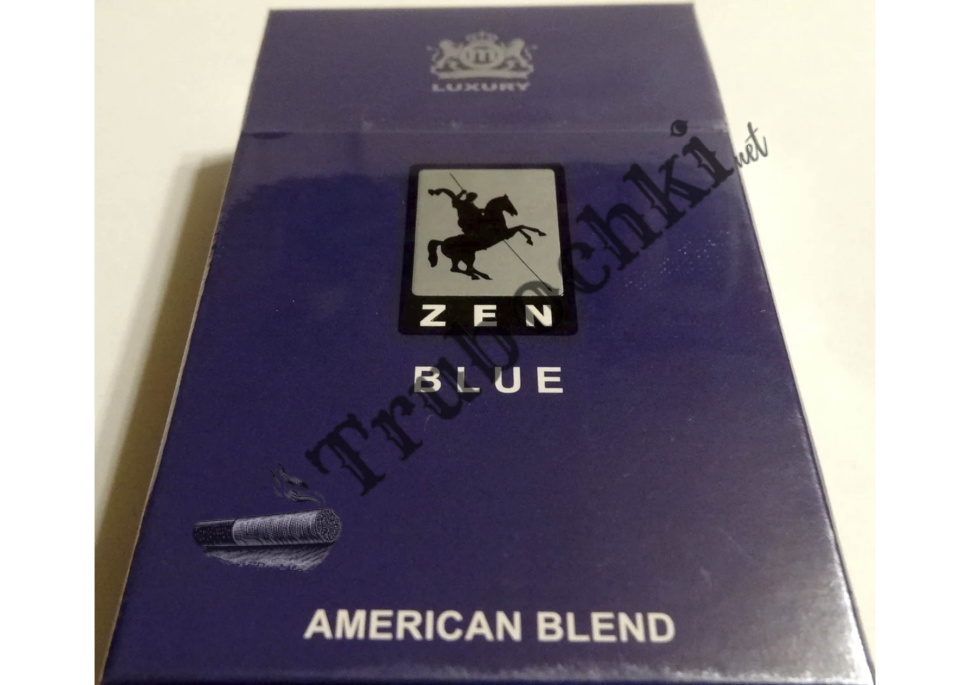 m
LUXURY
ZEN
BLUE
AMERICAN BLEND
Trubochki.net